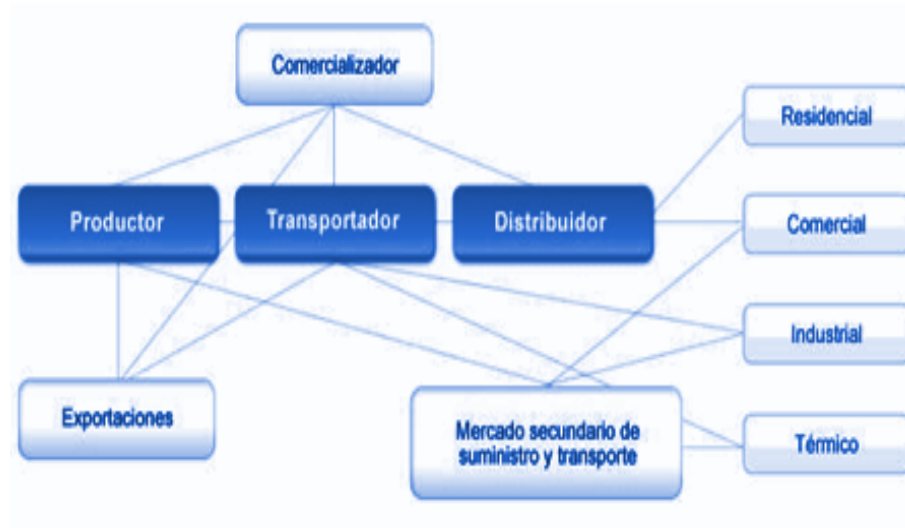 Comercializador
Residencial
Productor
Transportador
Distribuidor
Comercial
Industrial
Exportaciones
Mercado secundario de
suministro y transporte
Térmico